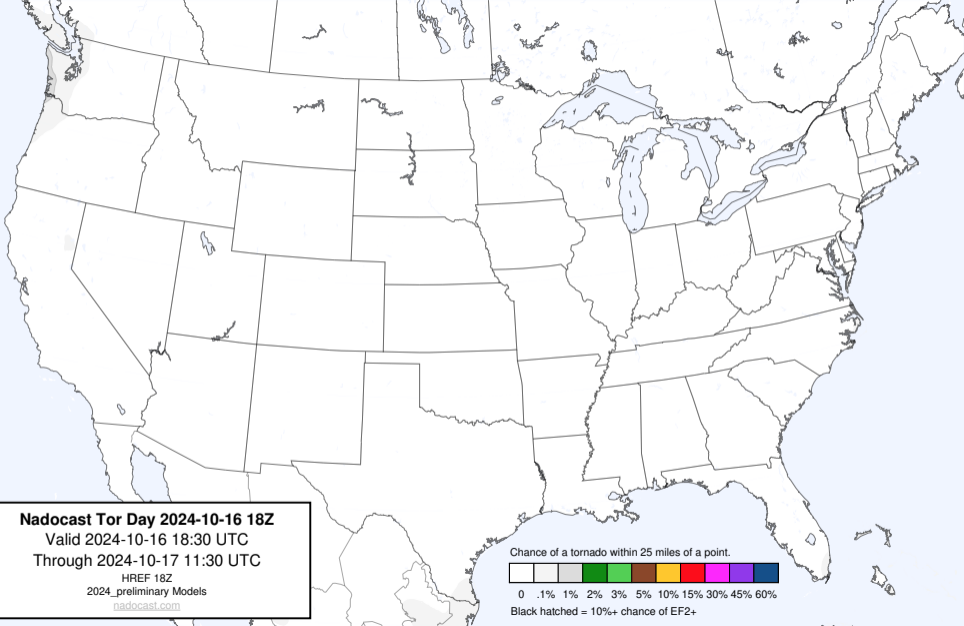 Nadocast Tor Day 2024-10-16 18Z
Valid 2024-10-16 18:30 UTC
Through 2024-10-17 11:30 UTC
HREF 18Z
2024_preliminary Models
nadocast.com
Chance of a tornado within 25 miles of a point.
0 .1% 1% 2% 3% 5% 10% 15% 30% 45% 60%
Black hatched = 10%+ chance of EF2+